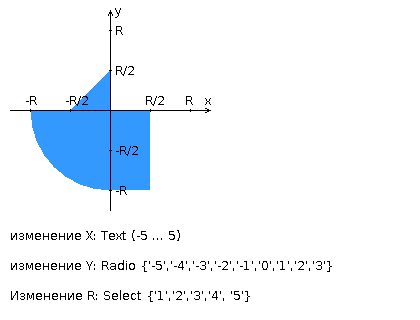 y
R
R/2
-R -R/2 R/2 R x
-R/2
-R
изменение X: Text (-5 ... 5)
изменение Y: Radio {'-5','-4','-3','-2','-1','0','1','2','3'}
Изменение R: Select {'1','2','3','4', '5'}